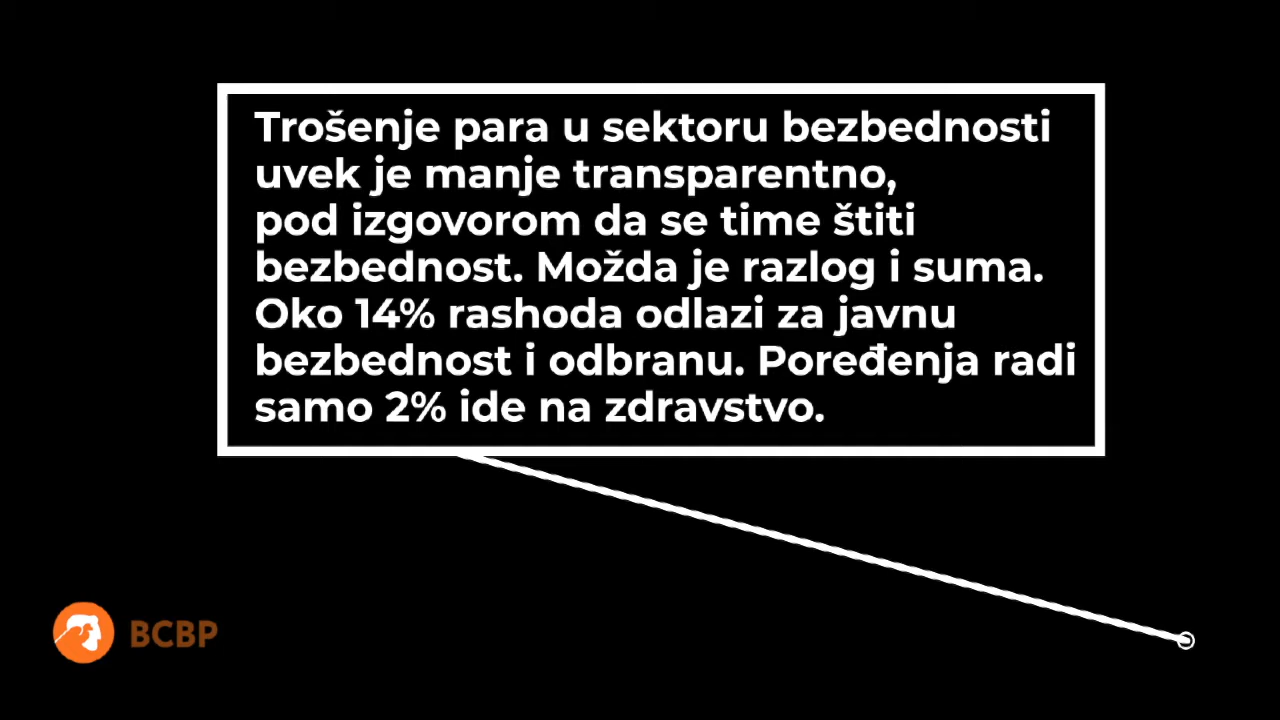 Trošenje para u sektoru bezbednosti
uvek je manje transparentno,
pod izgovorom da se time štiti
bezbednost. Možda je razlog i suma.
Oko 14% rashoda odlazi za javnu
bezbednost i odbranu. Poređenja radi
samo 2% ide na zdravstvo.
BCBP